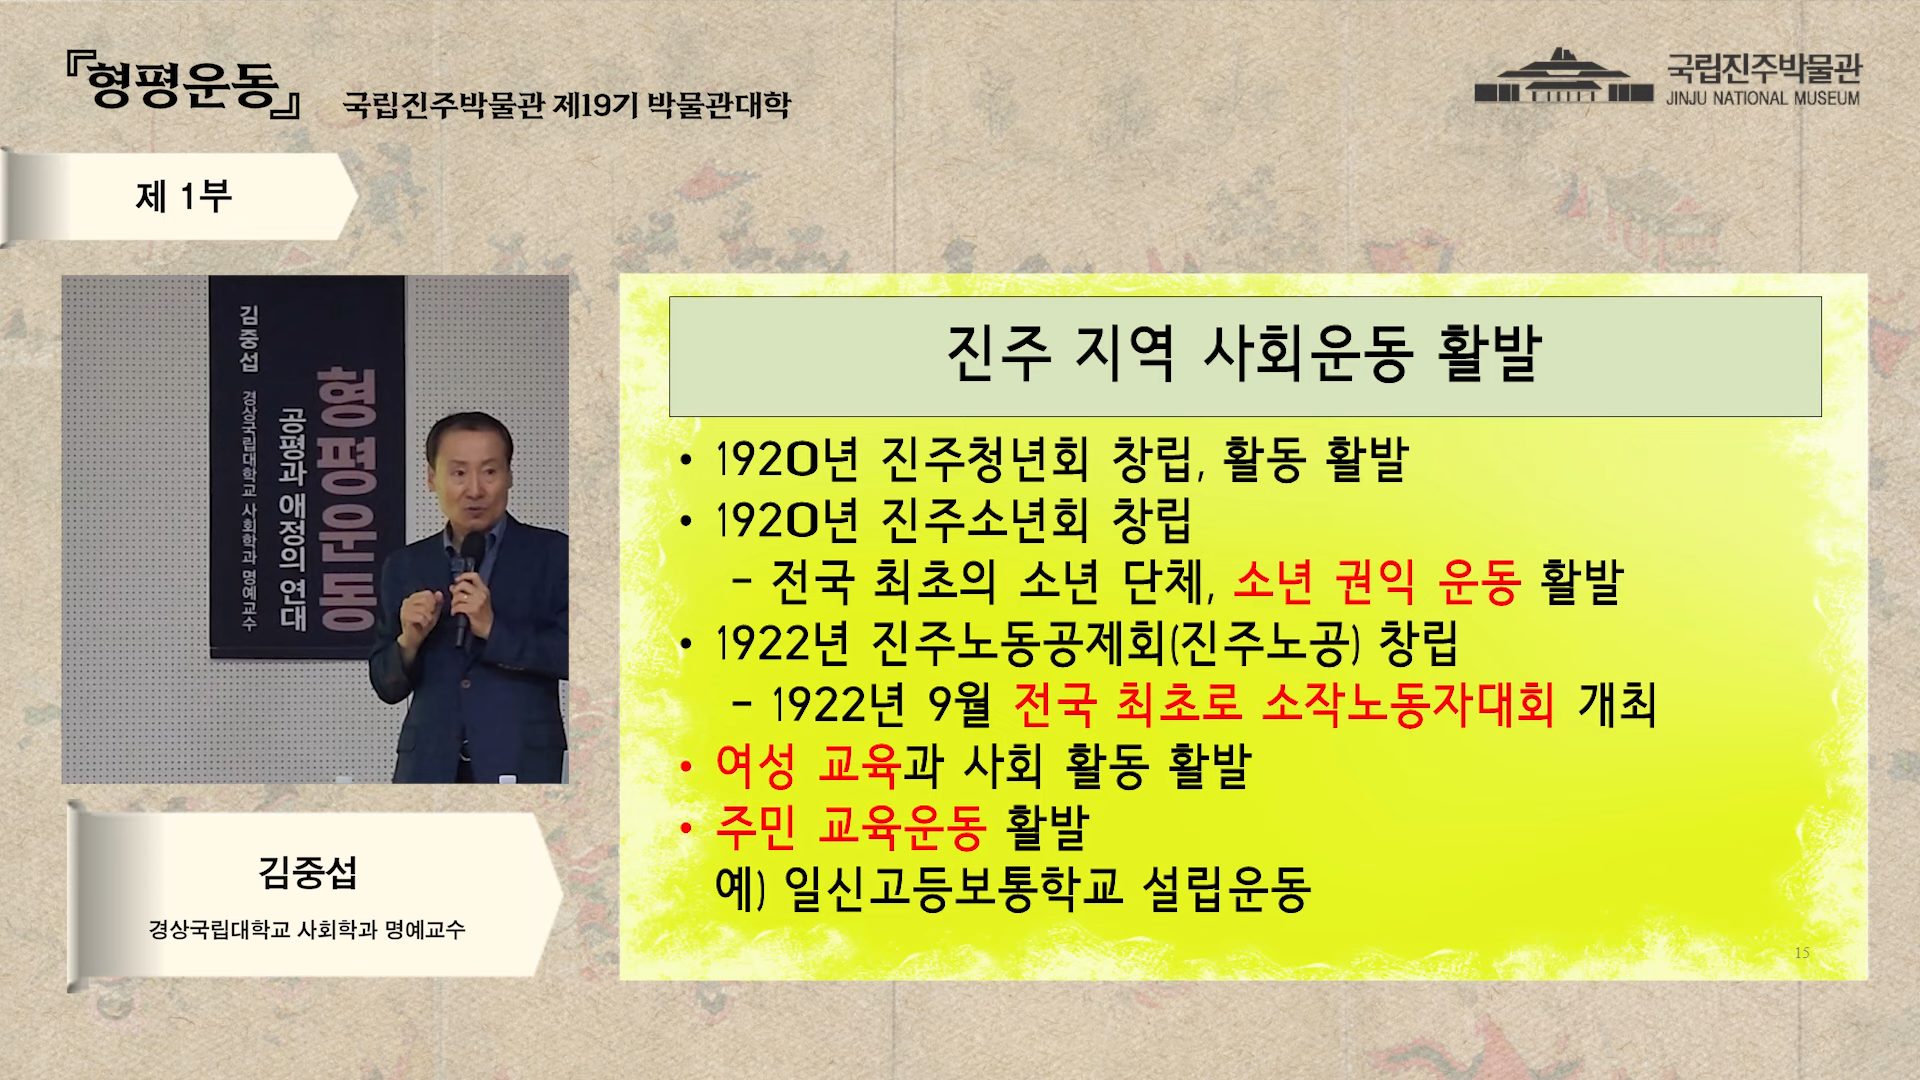 『형평운동』 국립진주박물관 제19기 박물관대학
국립진주박물관
JINJU NATIONAL MUSEUM
제 1부
김중섭 경상국립대학교 사회학과 명예교수
형평운동
공평과 애정의 연대
김중섭
경상국립대학교 사회학과 명예교수
진주 지역 사회운동 활발
• 1920년 진주청년회 창립, 활동 활발
• 1920년 진주소년회 창립
- 전국 최초의 소년 단체, 소년 권익 운동 활발
• 1922년 진주노동공제회(진주노공) 창립
- 1922년 9월 전국 최초로 소작노동자대회 개최
• 여성 교육과 사회 활동 활발
• 주민 교육운동 활발
예) 일신고등보통학교 설립운동
15